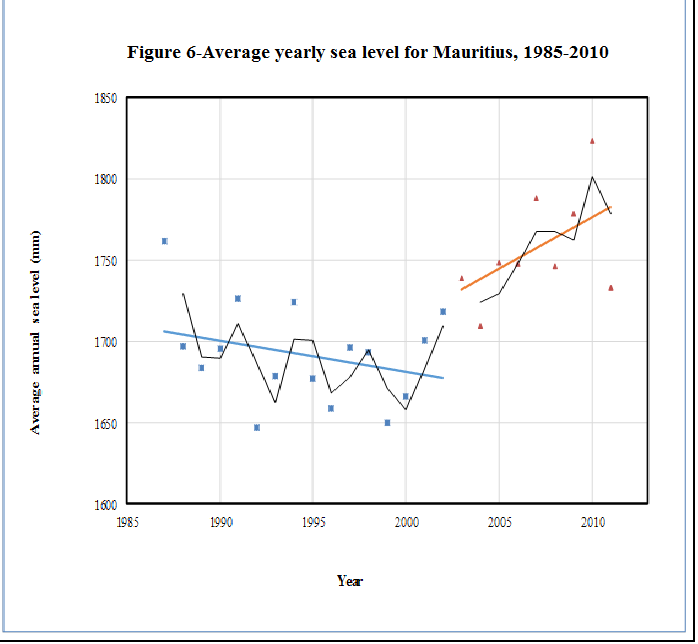 Figure 6-Average yearly sea level for Mauritius, 1985-2010
1850
1800
1750
1700
1650
1600
Average annual sea level (mm)
1985 1990 1995 2000 2005 2010
Year